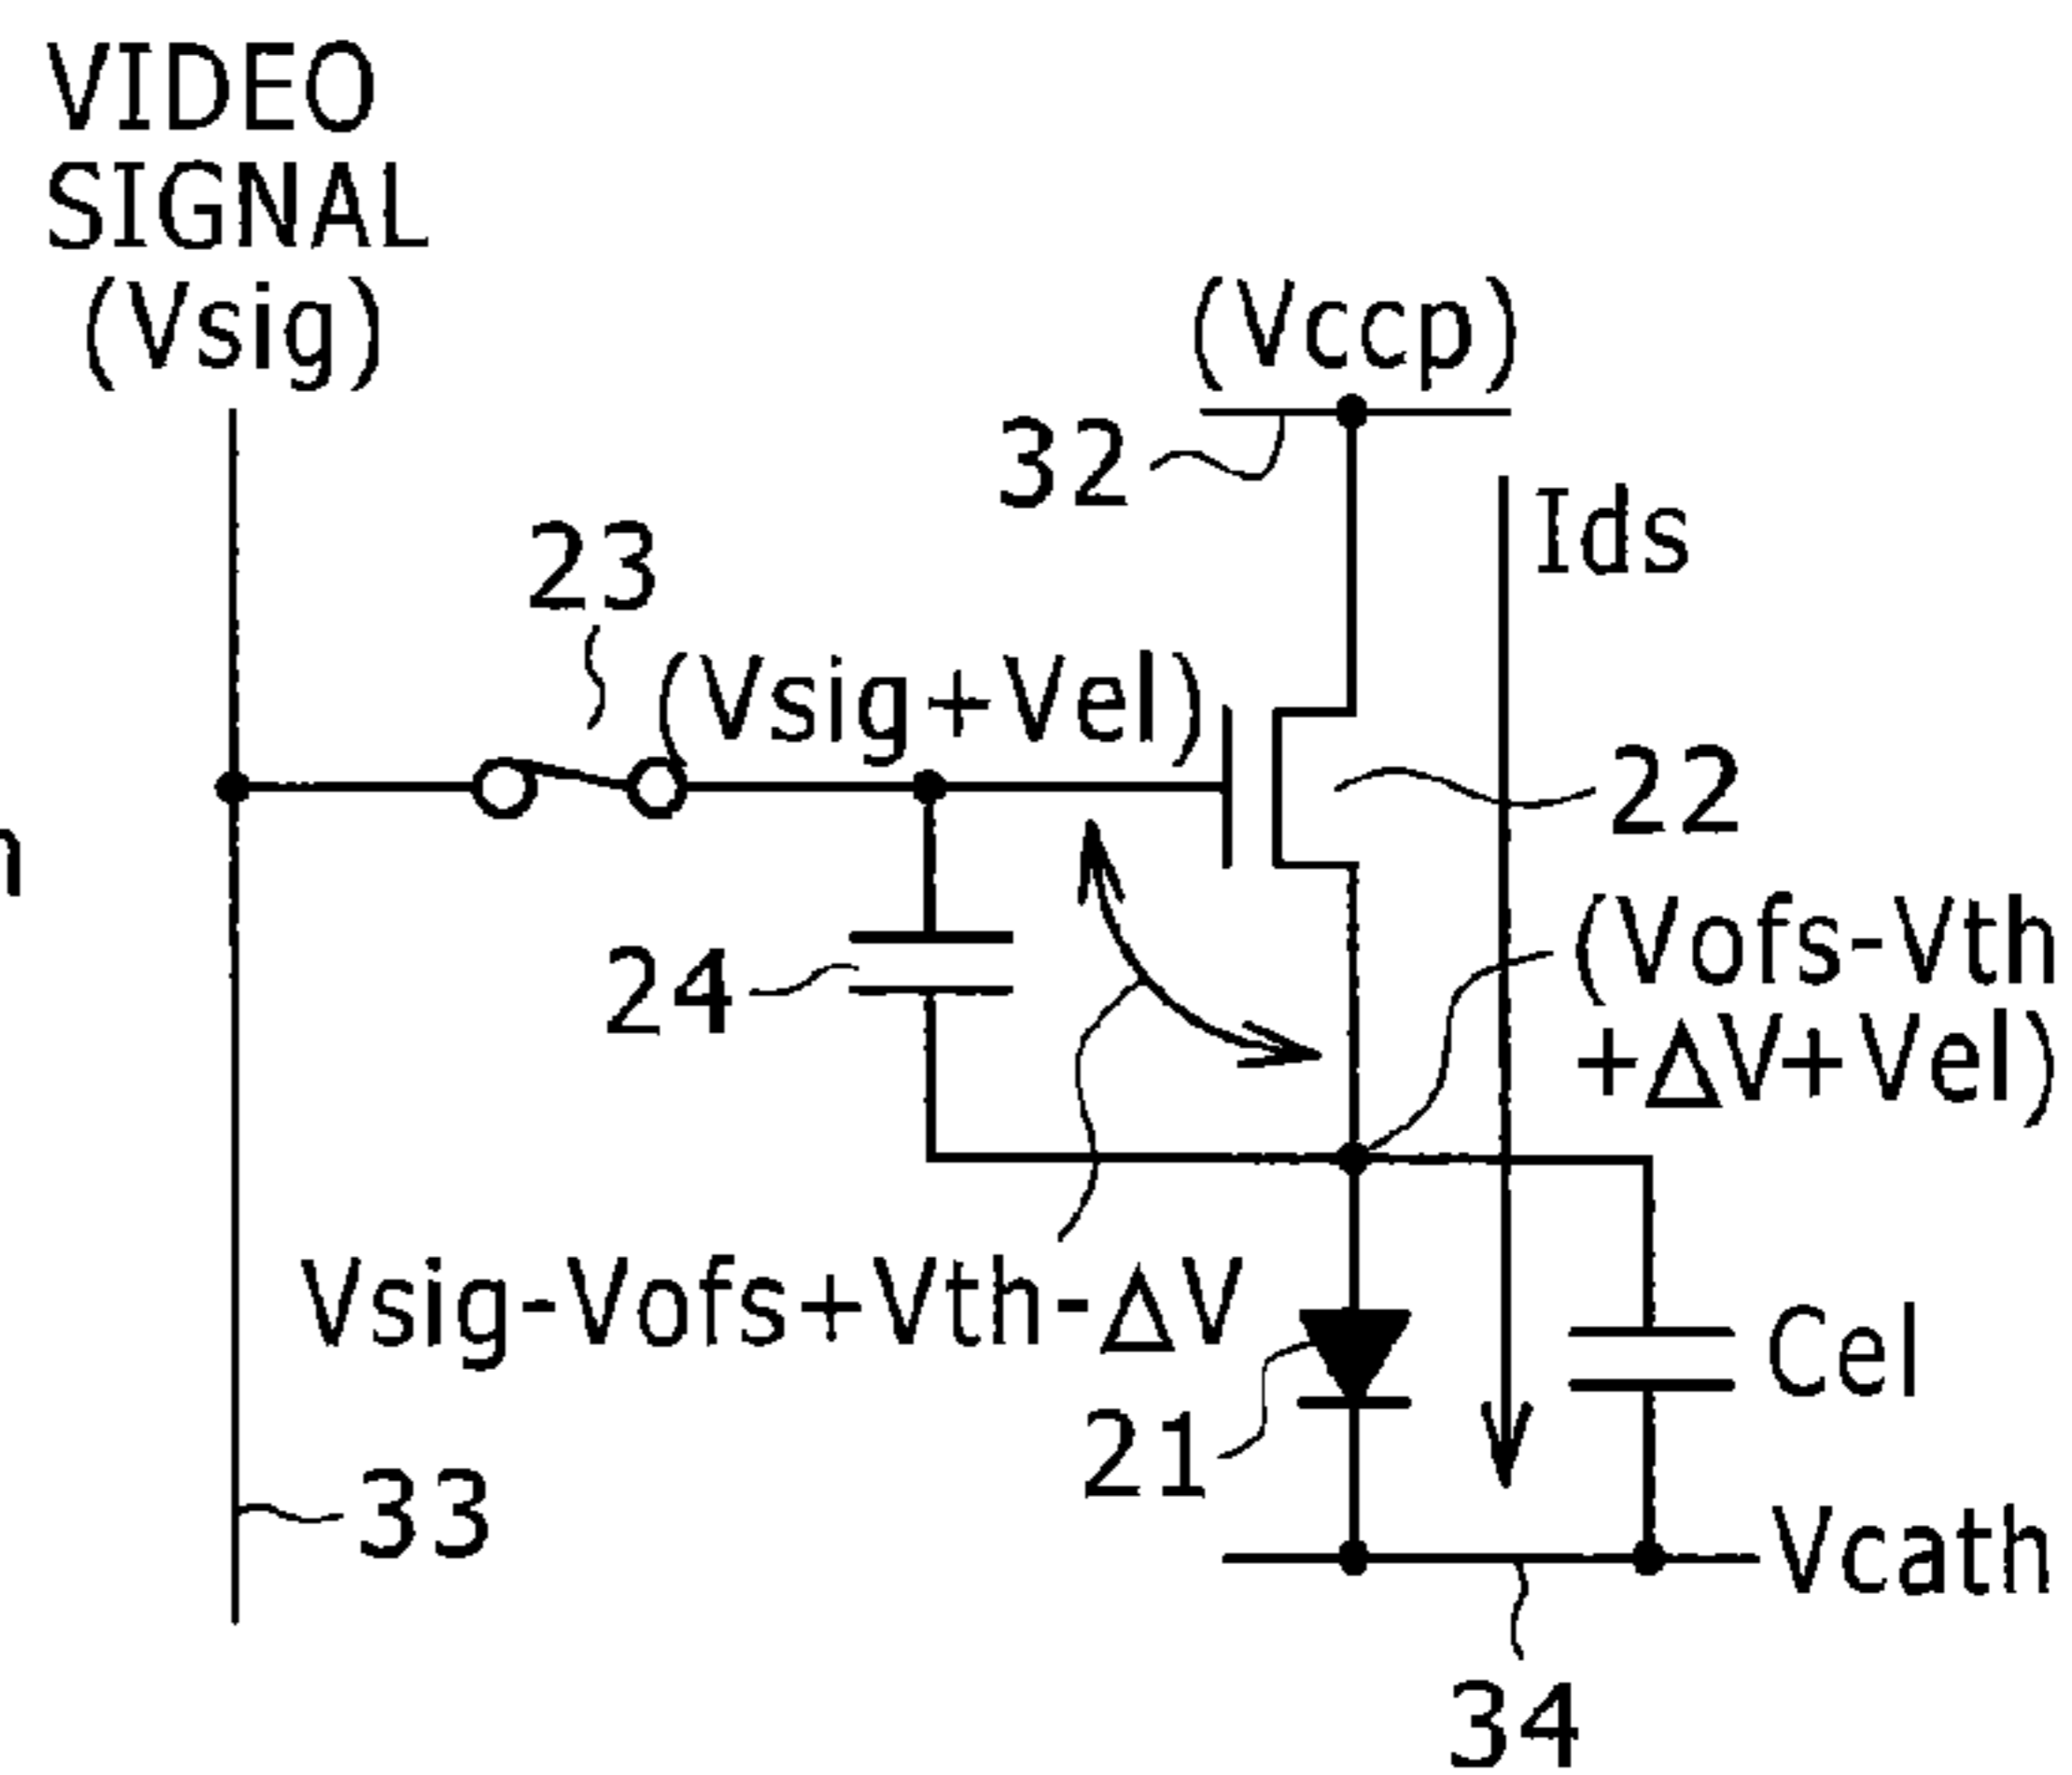 VIDEO
SIGNAL
(Vsig)
(Vccp)
32
Ids
23
(Vsig+Vel)
22
n
24
(Vofs-Vth
+ΔV+Vel)
Vsig-Vofs+Vth-ΔV
Cel
21
33
Vcath
34